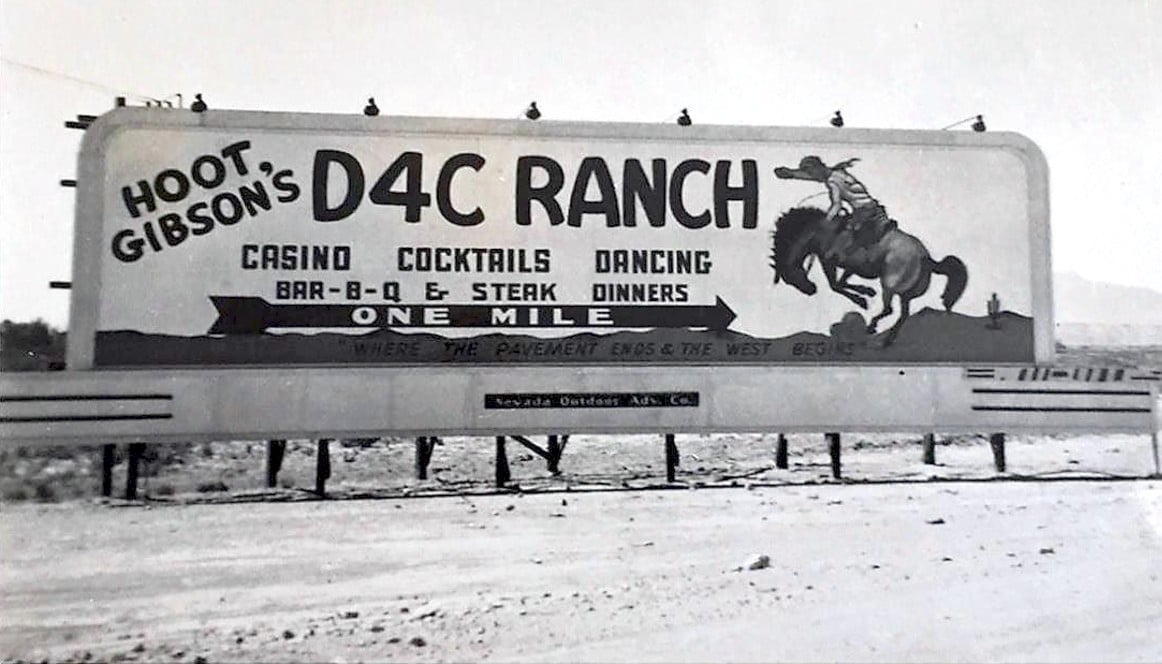 HOOT
GIBSON'S
D4C RANCH
CASINO COCKTAILS DANCING
BAR-B-Q & STEAK DINNERS
ONE MILE
"WHERE THE PAVEMENT ENDS & THE WEST BEGINS"
Nevada Outdoor Adv. Co.